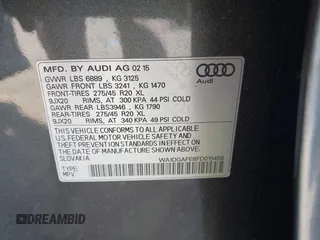 MFD. BY AUDI AG 02 15
Audi
GVWR LBS 6889 , KG 3125
GAWR FRONT LBS 3241 , KG 1470
FRONT-TIRES 275/45 R20 XL
9JX20 RIMS, AT 300 KPA 44 PSI COLD
GAWR REAR LBS3946 , KG 1790
REAR-TIRES 275/45 R20 XL
9JX20 RIMS, AT 340 KPA 49 PSI COLD
THIS VEHICLE CONFORMS TO ALL APPLICABLE
U.S. FEDERAL MOTOR VEHICLE SAFETY AND
THEFT PREVENTION STANDARDS IN EFFECT ON
THE DATE OF MANUFACTURE SHOWN ABOVE.
SLOVAKIA
TYPE:
MPV
DREAMBID